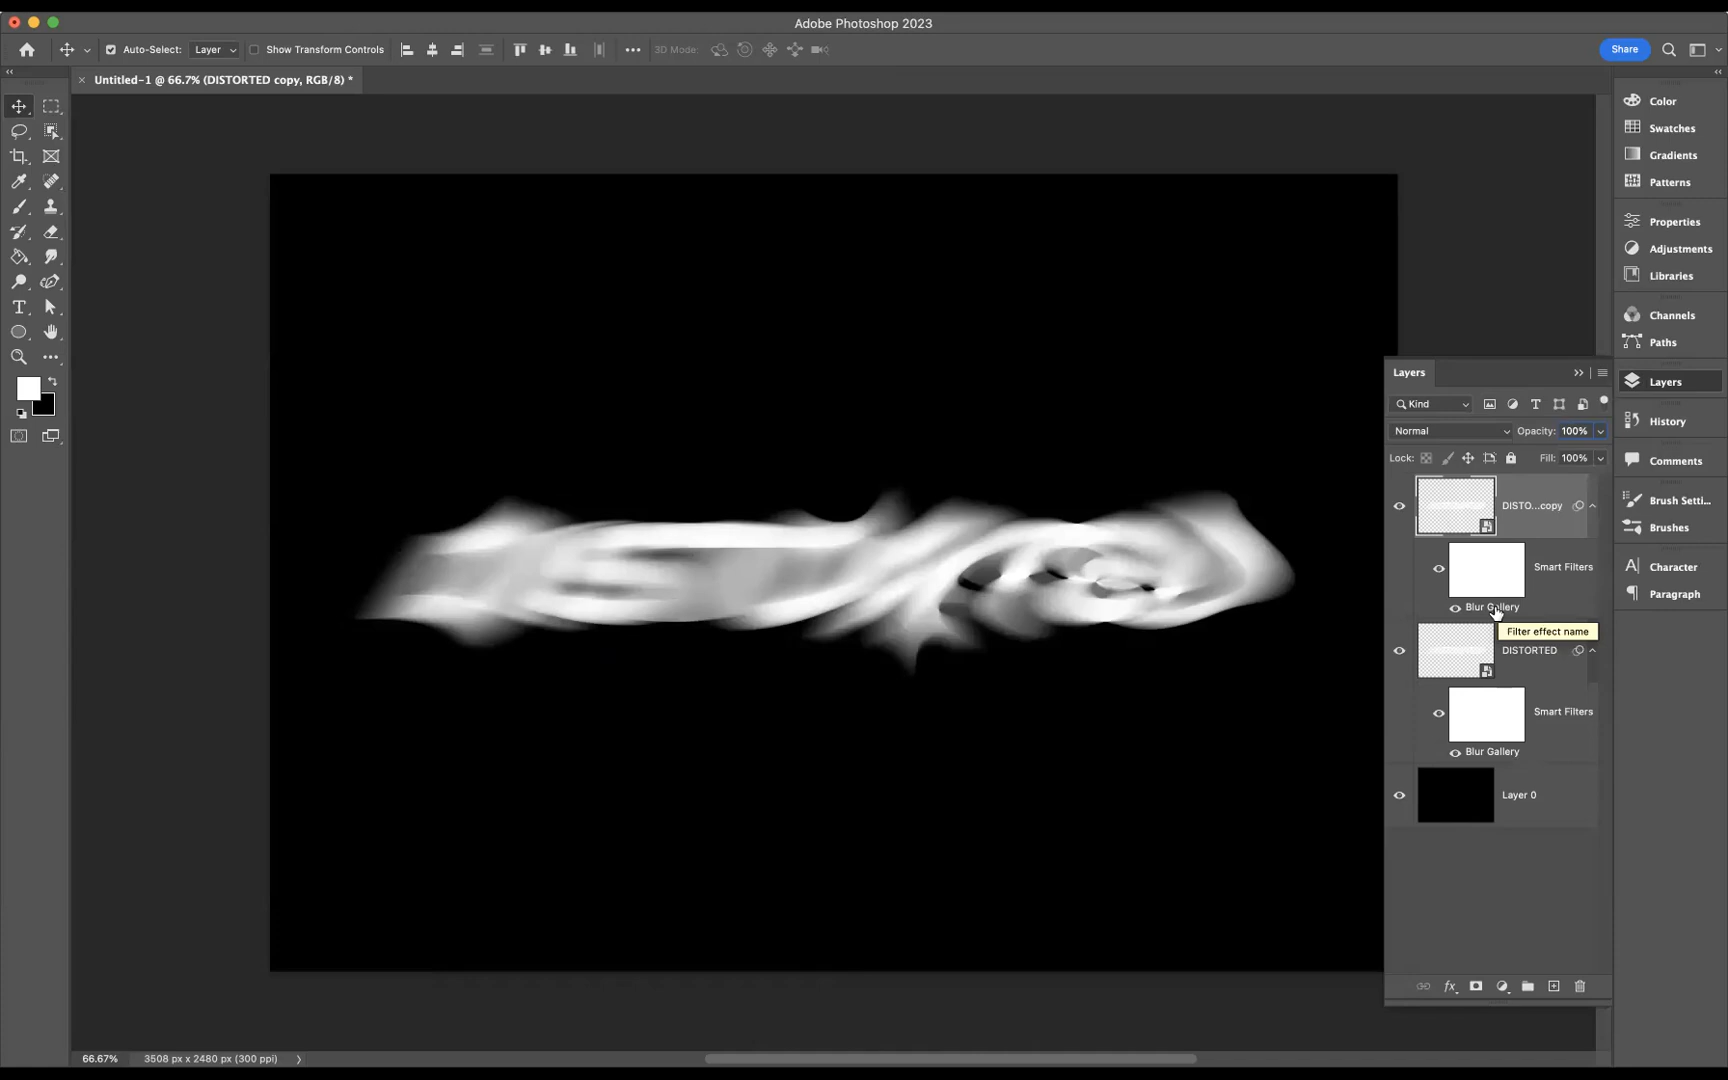 Adobe Photoshop 2023
Auto-Select: Layer Show Transform Controls 3D Mode: Share
Untitled-1 @ 66.7% (DISTORTED copy, RGB/8) *
Color
Swatches
Gradients
Patterns
Properties
Adjustments
Libraries
Channels
Paths
Layers
History
Comments
Brush Setti...
Brushes
Character
Paragraph
Layers
Kind
Normal Opacity: 100%
Lock: Fill: 100%
DISTO...copy
Smart Filters
Blur Gallery
Filter effect name
DISTORTED
Smart Filters
Blur Gallery
Layer 0
66.67% 3508 px x 2480 px (300 ppi)